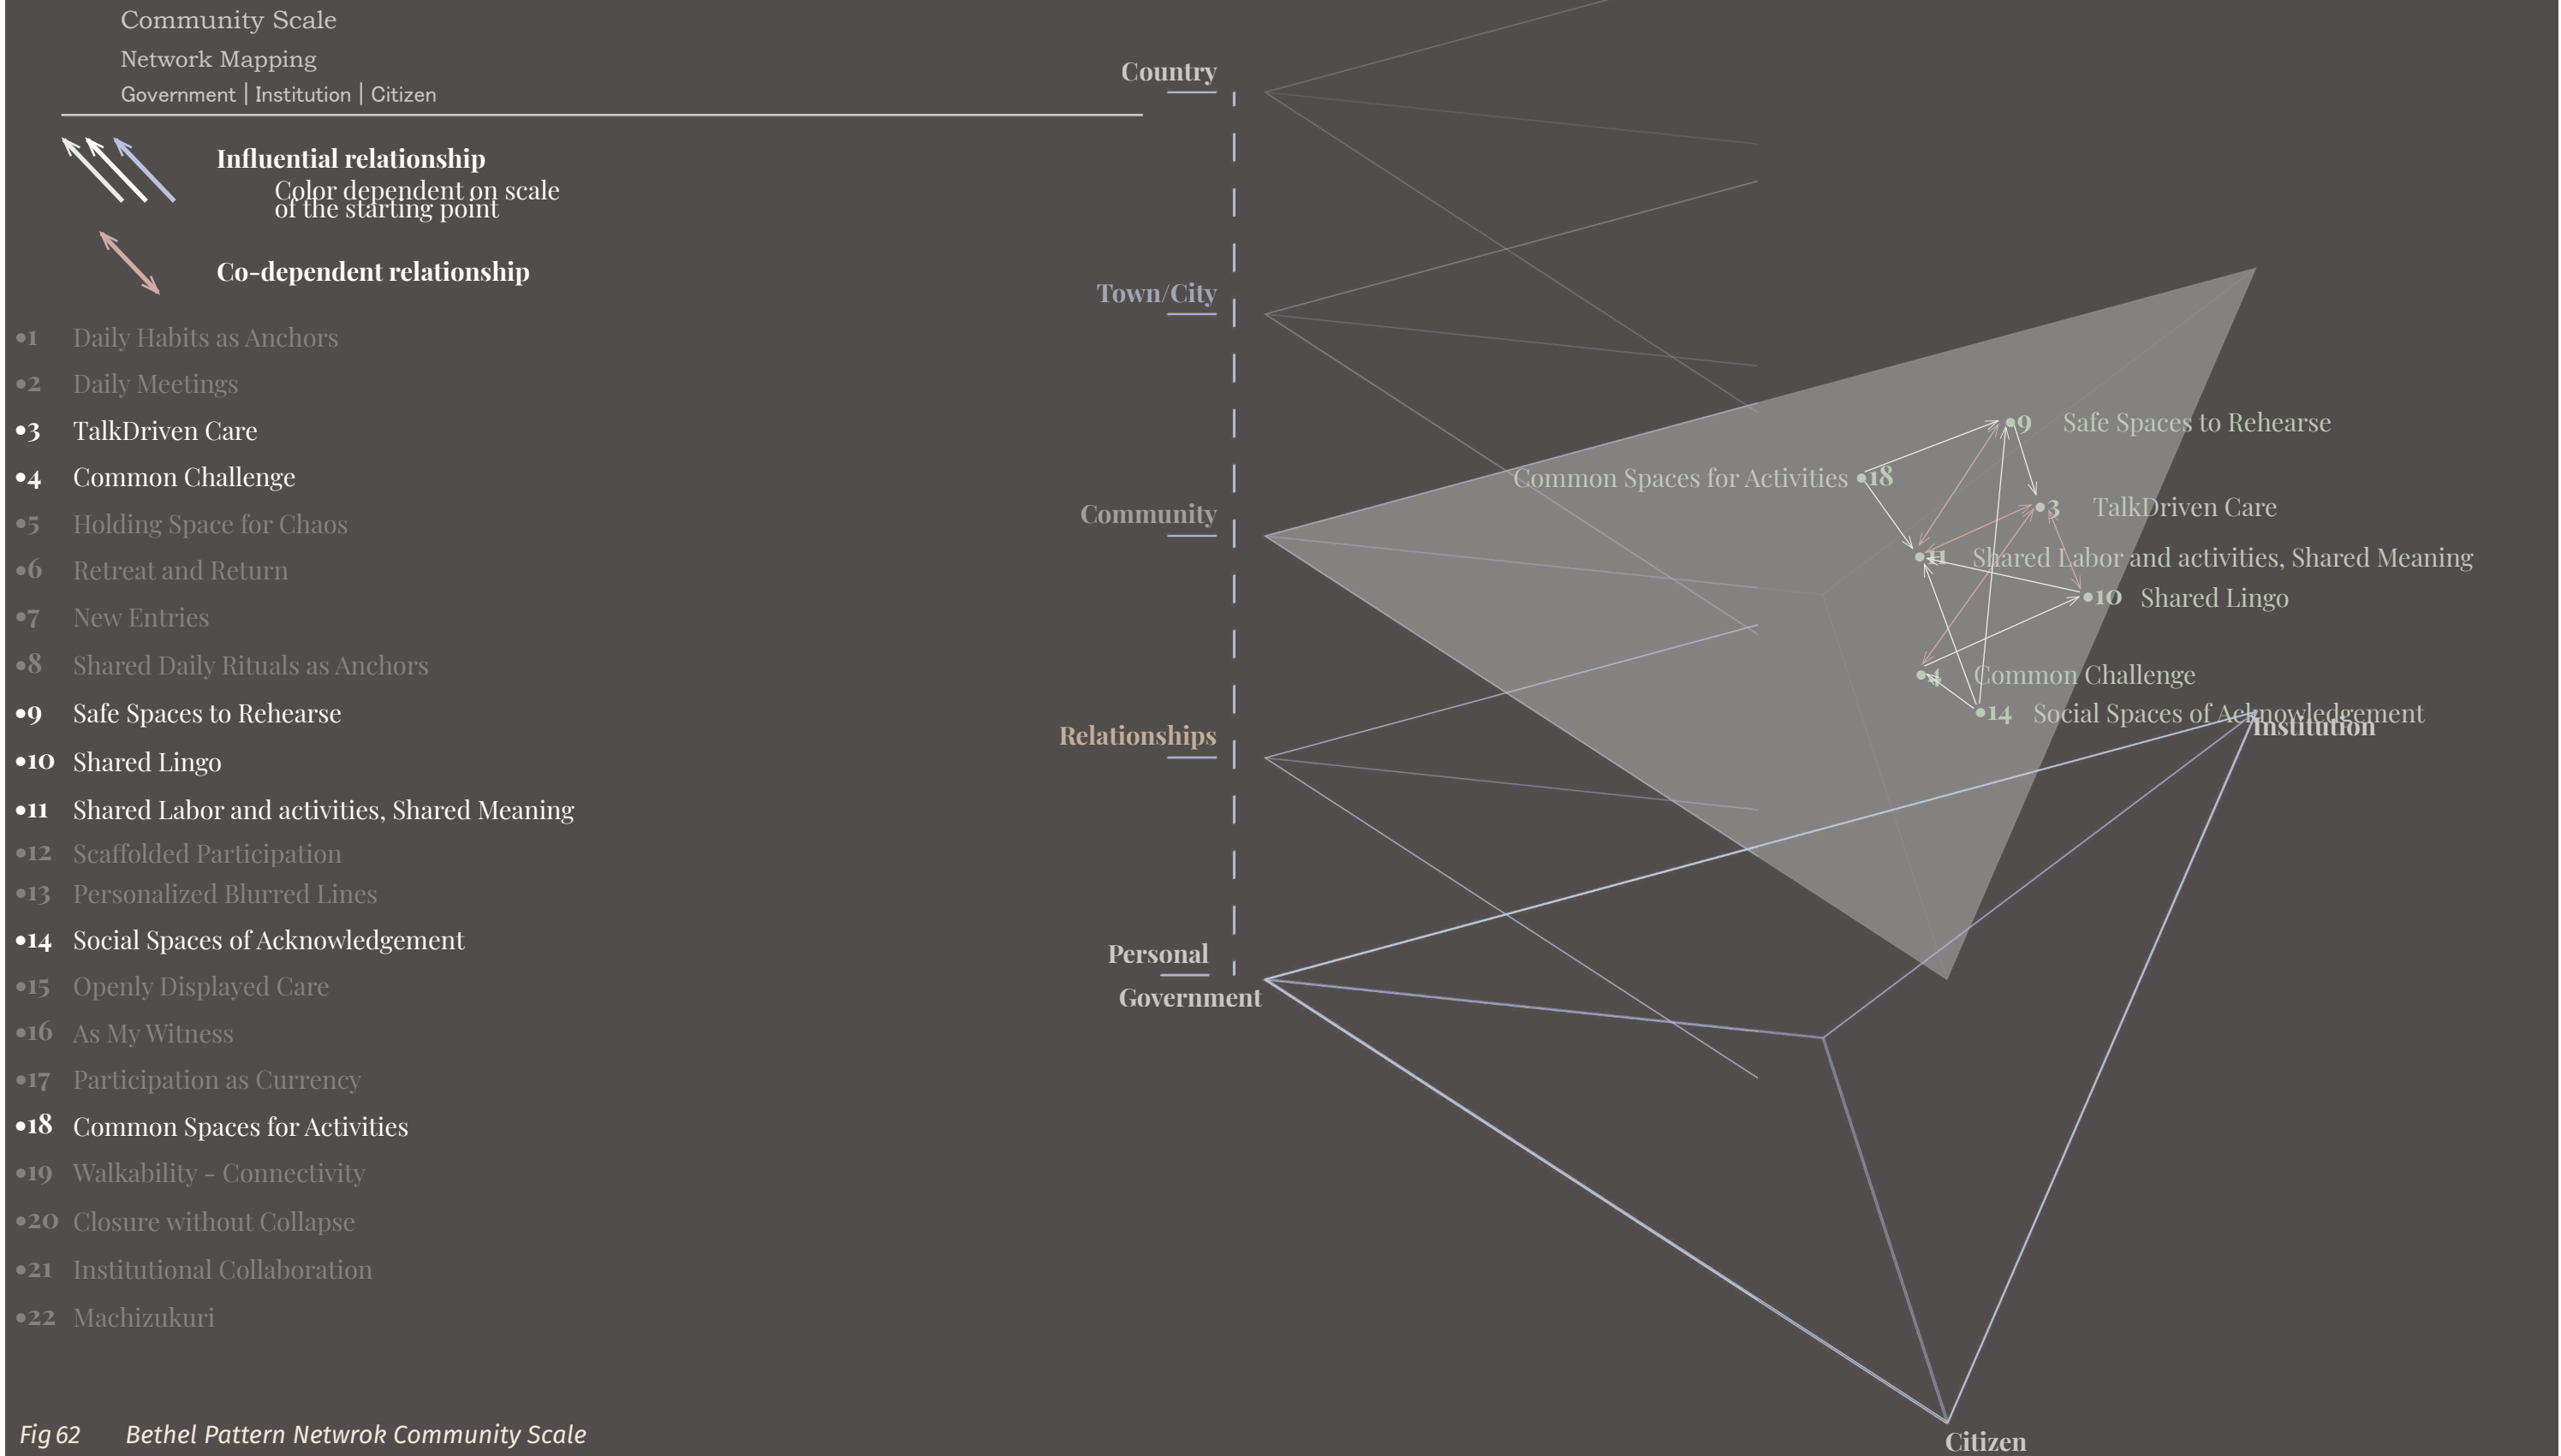 Community Scale
Network Mapping
Government | Institution | Citizen
Influential relationship
Color dependent on scale
of the starting point
Co-dependent relationship
•1 Daily Habits as Anchors
•2 Daily Meetings
•3 TalkDriven Care
•4 Common Challenge
•5 Holding Space for Chaos
•6 Retreat and Return
•7 New Entries
•8 Shared Daily Rituals as Anchors
•9 Safe Spaces to Rehearse
•10 Shared Lingo
•11 Shared Labor and activities, Shared Meaning
•12 Scaffolded Participation
•13 Personalized Blurred Lines
•14 Social Spaces of Acknowledgement
•15 Openly Displayed Care
•16 As My Witness
•17 Participation as Currency
•18 Common Spaces for Activities
•19 Walkability - Connectivity
•20 Closure without Collapse
•21 Institutional Collaboration
•22 Machizukuri
Fig 62 Bethel Pattern Netwrok Community Scale
Country
Town/City
Community
Relationships
Personal
Government
•9 Safe Spaces to Rehearse
Common Spaces for Activities •18
•3 TalkDriven Care
•11 Shared Labor and activities, Shared Meaning
•10 Shared Lingo
•4 Common Challenge
•14 Social Spaces of Acknowledgement
Institution
Citizen